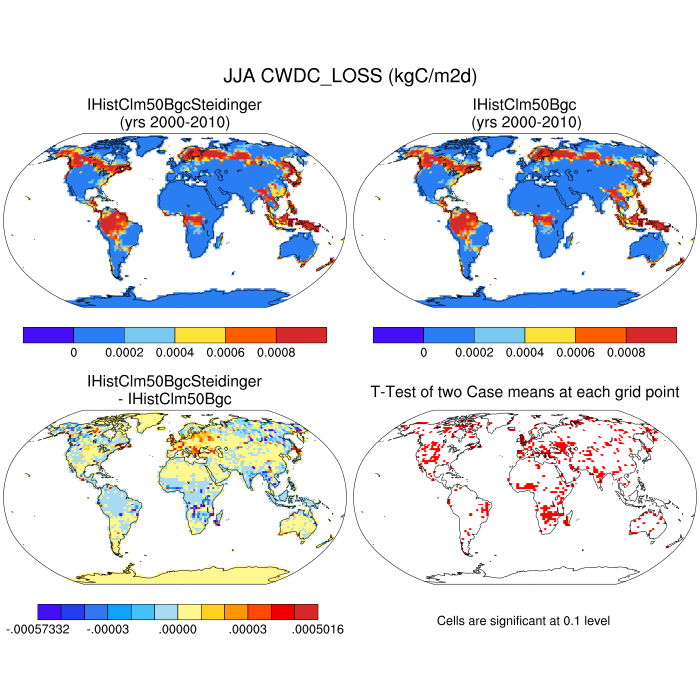 JJA CWDC_LOSS (kgC/m2d)
IHistClm50BgcSteidinger
(yrs 2000-2010)
IHistClm50Bgc
(yrs 2000-2010)
0 0.0002 0.0004 0.0006 0.0008
0 0.0002 0.0004 0.0006 0.0008
IHistClm50BgcSteidinger
- IHistClm50Bgc
T-Test of two Case means at each grid point
-.00057332 -.00003 .00000 .00003 .0005016
Cells are significant at 0.1 level